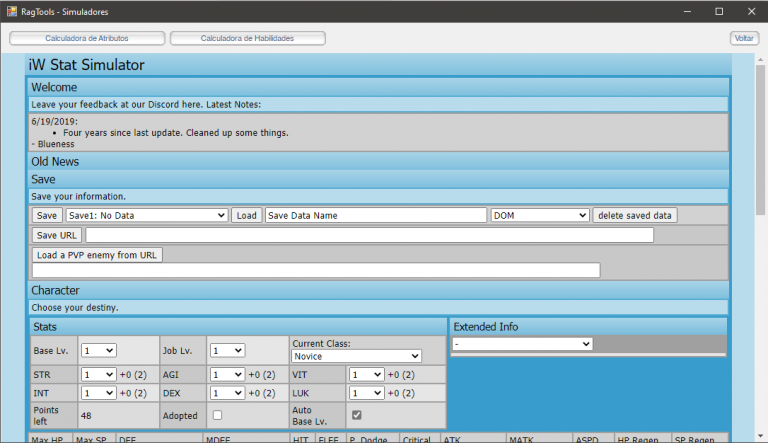 RagTools - Simuladores
Calculadora de Atributos Calculadora de Habilidades Voltar
iW Stat Simulator
Welcome
Leave your feedback at our Discord here. Latest Notes:
6/19/2019:
• Four years since last update. Cleaned up some things.
- Blueness
Old News
Save
Save your information.
Save Save1: No Data Load Save Data Name DOM delete saved data
Save URL
Load a PVP enemy from URL
Character
Choose your destiny.
Stats Extended Info
Base Lv. 1 Job Lv. 1 Current Class:
Novice -
STR 1 +0 (2) AGI 1 +0 (2) VIT 1 +0 (2)
INT 1 +0 (2) DEX 1 +0 (2) LUK 1 +0 (2)
Points left 48 Adopted Auto Base Lv.
Max HP Max SP DEF MDEF HIT FLEE P. Dodge Critical ATK MATK ASPD HP Regen SP Regen